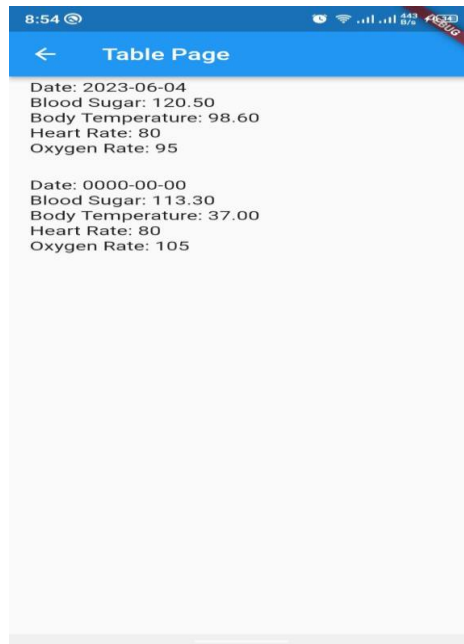 8:54
443
B/s
DEBUG
Table Page
Date: 2023-06-04
Blood Sugar: 120.50
Body Temperature: 98.60
Heart Rate: 80
Oxygen Rate: 95
Date: 0000-00-00
Blood Sugar: 113.30
Body Temperature: 37.00
Heart Rate: 80
Oxygen Rate: 105